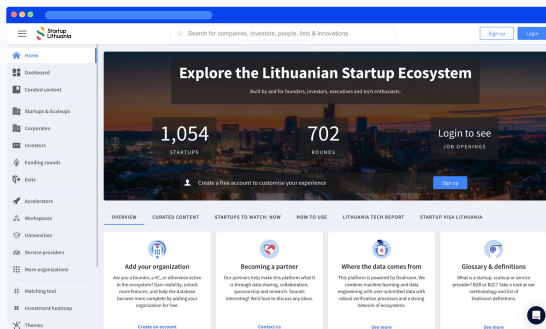 Startup
Lithuania
Search for companies, investors, people, lists & innovations
Sign up
Login
Home
Dashboard
Curated content
Startups & Scaleups
Corporates
Investors
Funding rounds
Exits
Accelerators
Workspaces
Universities
Service providers
More organizations
Matching tool
Investment heatmap
Themes
Explore the Lithuanian Startup Ecosystem
Built by and for founders, investors, executives and tech enthusiasts.
1,054
STARTUPS
702
ROUNDS
Login to see
JOB OPENINGS
Create a free account to customise your experience
Sign up
OVERVIEW
CURATED CONTENT
STARTUPS TO WATCH: NOW
HOW TO USE
LITHUANIA TECH REPORT
STARTUP VISA LITHUANIA
Add your organization
Are you a founder, a VC, or otherwise active
in the ecosystem? Gain visibility, unlock
more features, and help the database
become more complete by adding your
organization for free.
Create an account
Becoming a partner
Our partners help make this platform what it
is through data sharing, collaboration,
sponsorship and research. Sounds
interesting? We'd love to discuss any ideas.
Contact us
Where the data comes from
This platform is powered by Dealroom. We
combine machine learning and data
engineering with user-submitted data with
robust verification processes and a strong
network.
See more
Glossary & definitions
What is a startup, scaleup or service
provider? B2B or B2C? Take a look at our
methodology and list of
Dealroom definitions.
See more